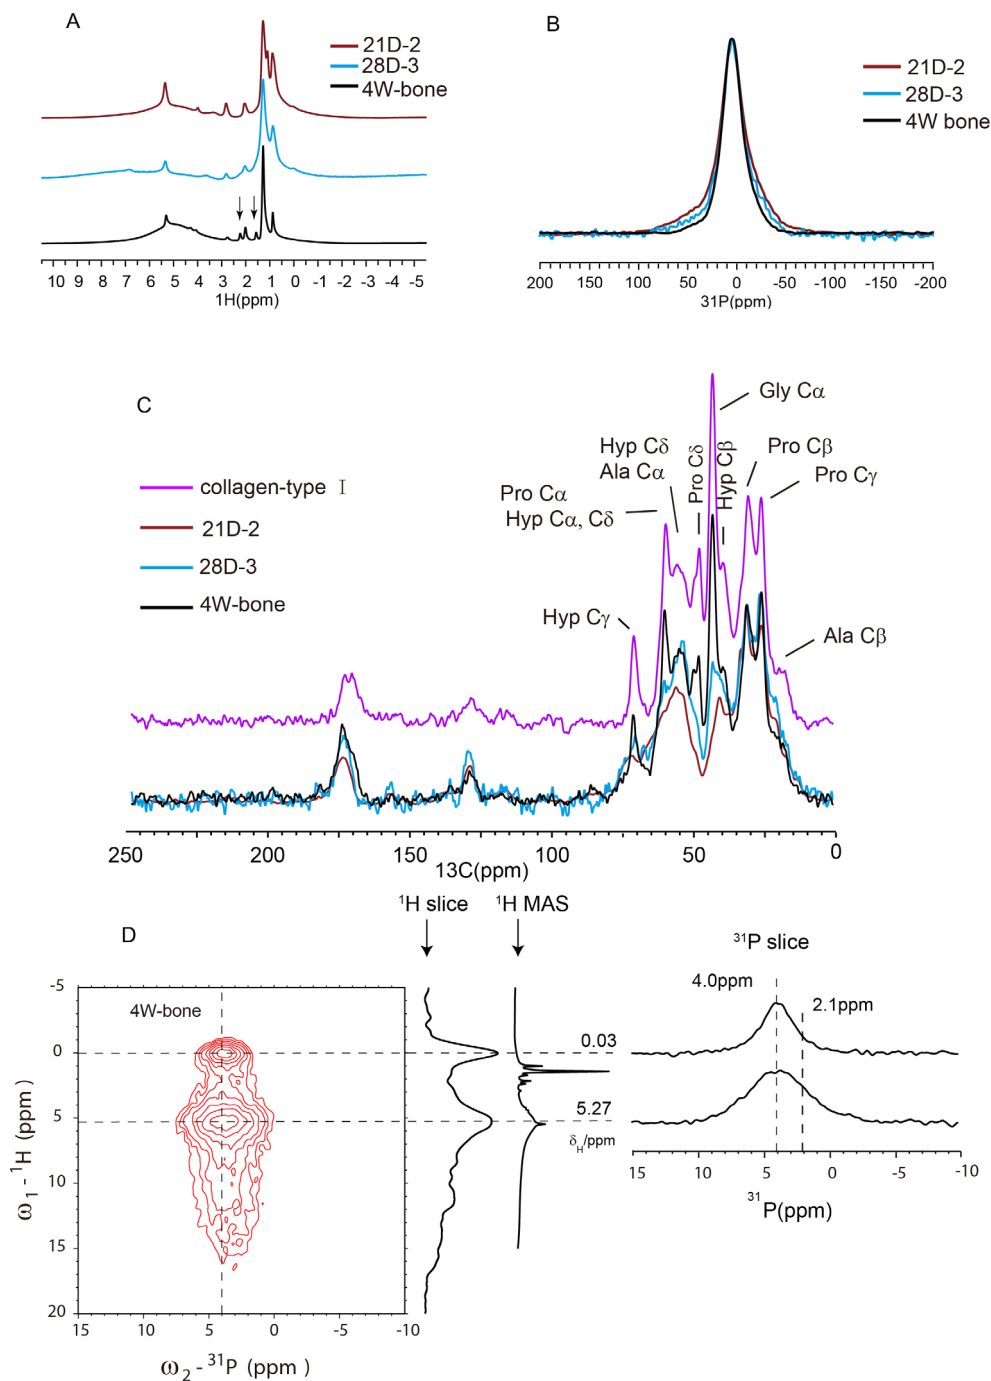 A
21D-2
28D-3
4W-bone
10 9 8 7 6 5 4 3 2 1 0 -1 -2 -3 -4 -5
1H(ppm)
B
21D-2
28D-3
4W bone
200 150 100 50 0 -50 -100 -150 -200
31P(ppm)
C
collagen-type I
21D-2
28D-3
4W-bone
Gly Cα
Hyp Cδ
Ala Cα
Pro Cδ
Hyp Cβ
Pro Cβ
Pro Cγ
Pro Cα
Hyp Cα, Cδ
Hyp Cγ
Ala Cβ
250 200 150 100 50 0
13C(ppm)
D
4W-bone
-5
0
5
10
15
20
ω₁ - ¹H (ppm)
15 10 5 0 -5 -10
ω₂ - ³¹P (ppm)
¹H slice
¹H MAS
0.03
5.27
δH/ppm
³¹P slice
4.0ppm
2.1ppm
15 10 5 0 -5 -10
³¹P(ppm)